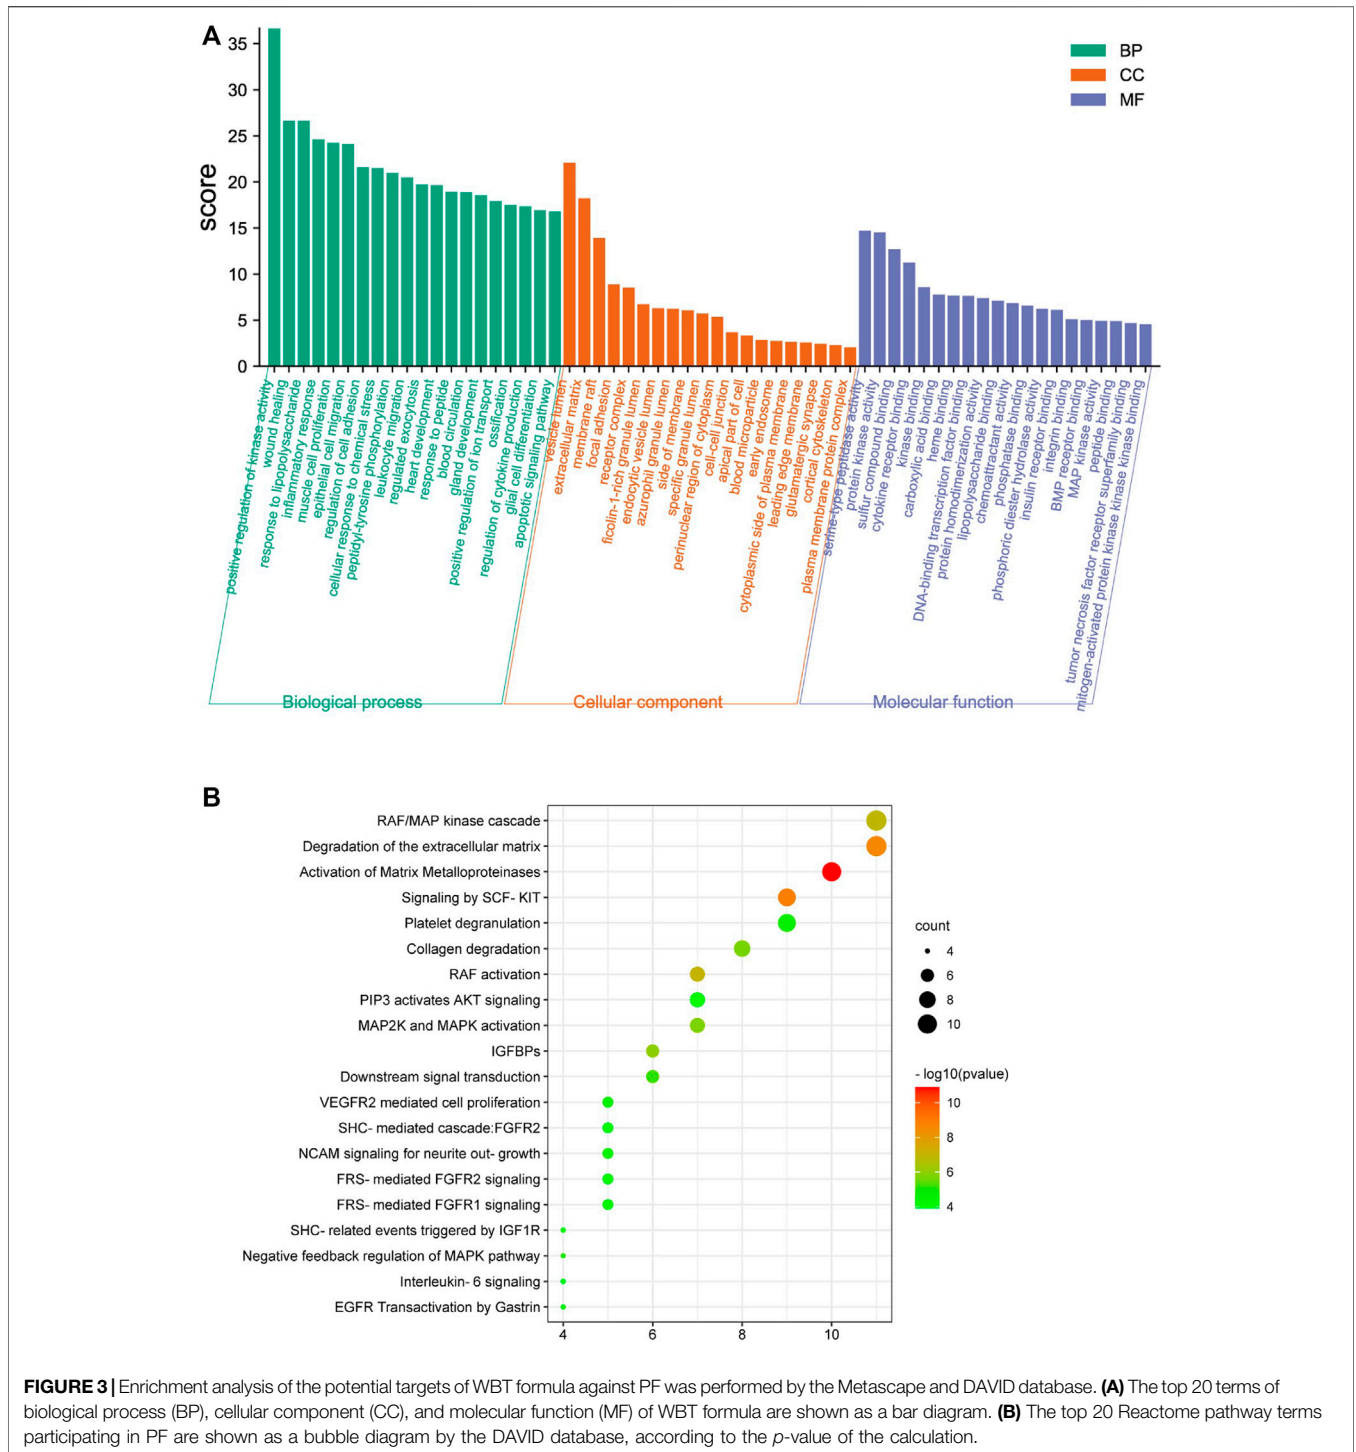 A
35
30
25
20
15
10
5
0
score
BP
CC
MF
positive regulation of kinase activity
wound healing
response to lipopolysaccharide
inflammatory response
muscle cell proliferation
epithelial cell migration
regulation of cell adhesion
cellular response to chemical stress
peptidyl-tyrosine phosphorylation
leukocyte migration
regulated exocytosis
heart development
response to peptide
blood circulation
gland development
positive regulation of ion transport
ossification
regulation of cytokine production
glial cell differentiation
apoptotic signaling pathway
vesicle lumen
extracellular matrix
membrane raft
focal adhesion
receptor complex
ficolin-1-rich granule lumen
endocytic vesicle lumen
azurophil granule lumen
side of membrane
specific granule lumen
perinuclear region of cytoplasm
cell-cell junction
apical part of cell
blood microparticle
early endosome
cytoplasmic side of plasma membrane
leading edge membrane
glutamatergic synapse
cortical cytoskeleton
plasma membrane protein complex
serine-type peptidase activity
protein kinase activity
sulfur compound binding
cytokine receptor binding
kinase binding
carboxylic acid binding
heme binding
DNA-binding transcription factor binding
protein homodimerization activity
lipopolysaccharide binding
chemoattractant activity
phosphatase binding
phosphoric diester hydrolase activity
insulin receptor binding
integrin binding
BMP receptor binding
MAP kinase activity
peptide binding
tumor necrosis factor receptor superfamily binding
mitogen-activated protein kinase kinase binding
Biological process
Cellular component
Molecular function
B
RAF/MAP kinase cascade
Degradation of the extracellular matrix
Activation of Matrix Metalloproteinases
Signaling by SCF- KIT
Platelet degranulation
Collagen degradation
RAF activation
PIP3 activates AKT signaling
MAP2K and MAPK activation
IGFBPs
Downstream signal transduction
VEGFR2 mediated cell proliferation
SHC- mediated cascade:FGFR2
NCAM signaling for neurite out- growth
FRS- mediated FGFR2 signaling
FRS- mediated FGFR1 signaling
SHC- related events triggered by IGF1R
Negative feedback regulation of MAPK pathway
Interleukin- 6 signaling
EGFR Transactivation by Gastrin
4 6 8 10
count
4
6
8
10
- log10(pvalue)
10
8
6
4
FIGURE 3 | Enrichment analysis of the potential targets of WBT formula against PF was performed by the Metascape and DAVID database. (A) The top 20 terms of
biological process (BP), cellular component (CC), and molecular function (MF) of WBT formula are shown as a bar diagram. (B) The top 20 Reactome pathway terms
participating in PF are shown as a bubble diagram by the DAVID database, according to the p-value of the calculation.